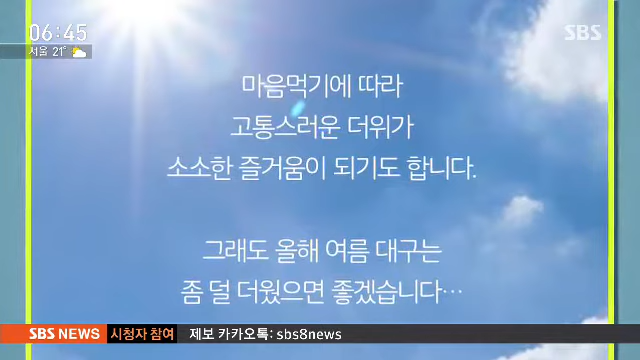 06:45
서울 21°
SBS
마음먹기에 따라
고통스러운 더위가
소소한 즐거움이 되기도 합니다.
그래도 올해 여름 대구는
좀 덜 더웠으면 좋겠습니다…
SBS NEWS 시청자 참여 제보 카카오톡: sbs8news